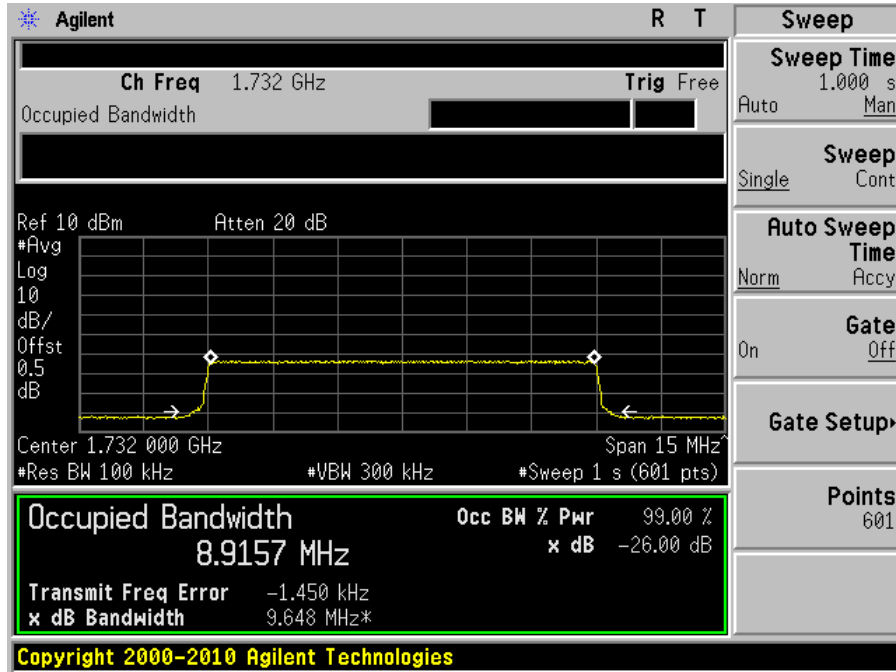 Agilent R T
Ch Freq 1.732 GHz Trig Free
Occupied Bandwidth
Ref 10 dBm Atten 20 dB
#Avg
Log
10
dB/
Offst
0.5
dB
Center 1.732 000 GHz Span 15 MHz^
#Res BW 100 kHz #VBW 300 kHz #Sweep 1 s (601 pts)
Occupied Bandwidth Occ BW % Pwr 99.00 %
8.9157 MHz x dB -26.00 dB
Transmit Freq Error -1.450 kHz
x dB Bandwidth 9.648 MHz*
Copyright 2000-2010 Agilent Technologies
Sweep
Sweep Time
1.000 s
Auto Man
Sweep
Single Cont
Auto Sweep
Time
Norm Accy
Gate
On Off
Gate Setup
Points
601